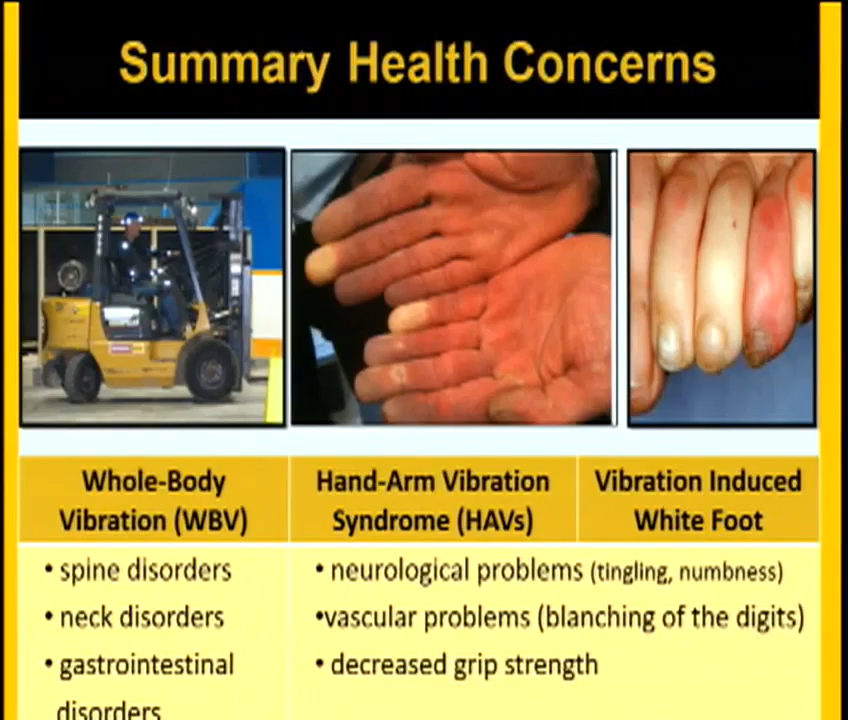 Summary Health Concerns
Whole-Body
Vibration (WBV)
Hand-Arm Vibration
Syndrome (HAVs)
Vibration Induced
White Foot
• spine disorders
• neck disorders
• gastrointestinal
disorders
• neurological problems (tingling, numbness)
•vascular problems (blanching of the digits)
• decreased grip strength